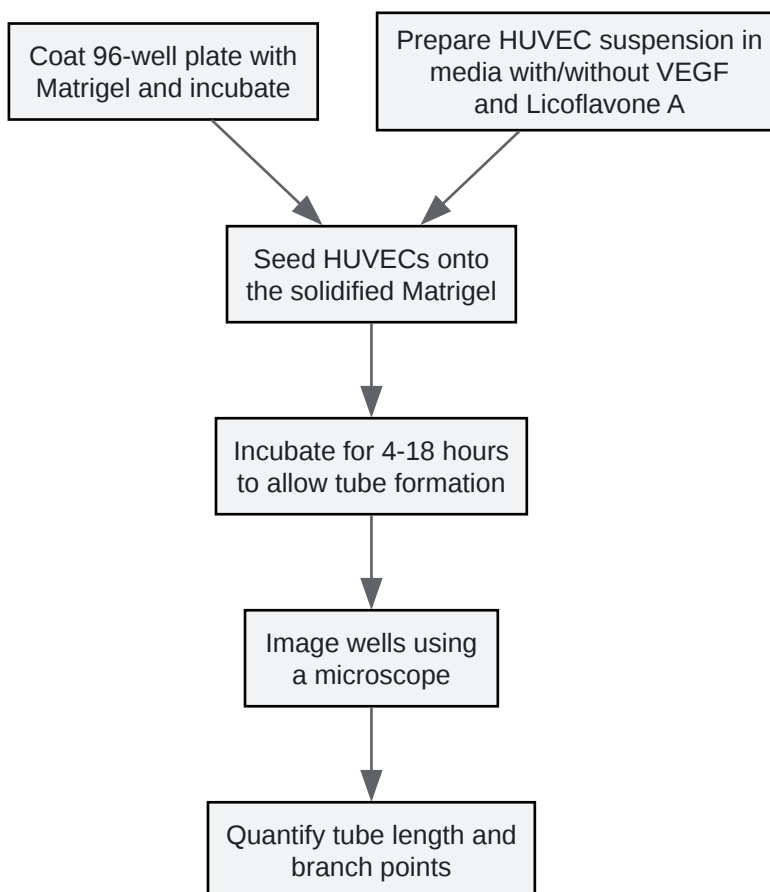 Coat 96-well plate with
Matrigel and incubate
Prepare HUVEC suspension in
media with/without VEGF
and Licoflavone A
Seed HUVECs onto
the solidified Matrigel
Incubate for 4-18 hours
to allow tube formation
Image wells using
a microscope
Quantify tube length and
branch points